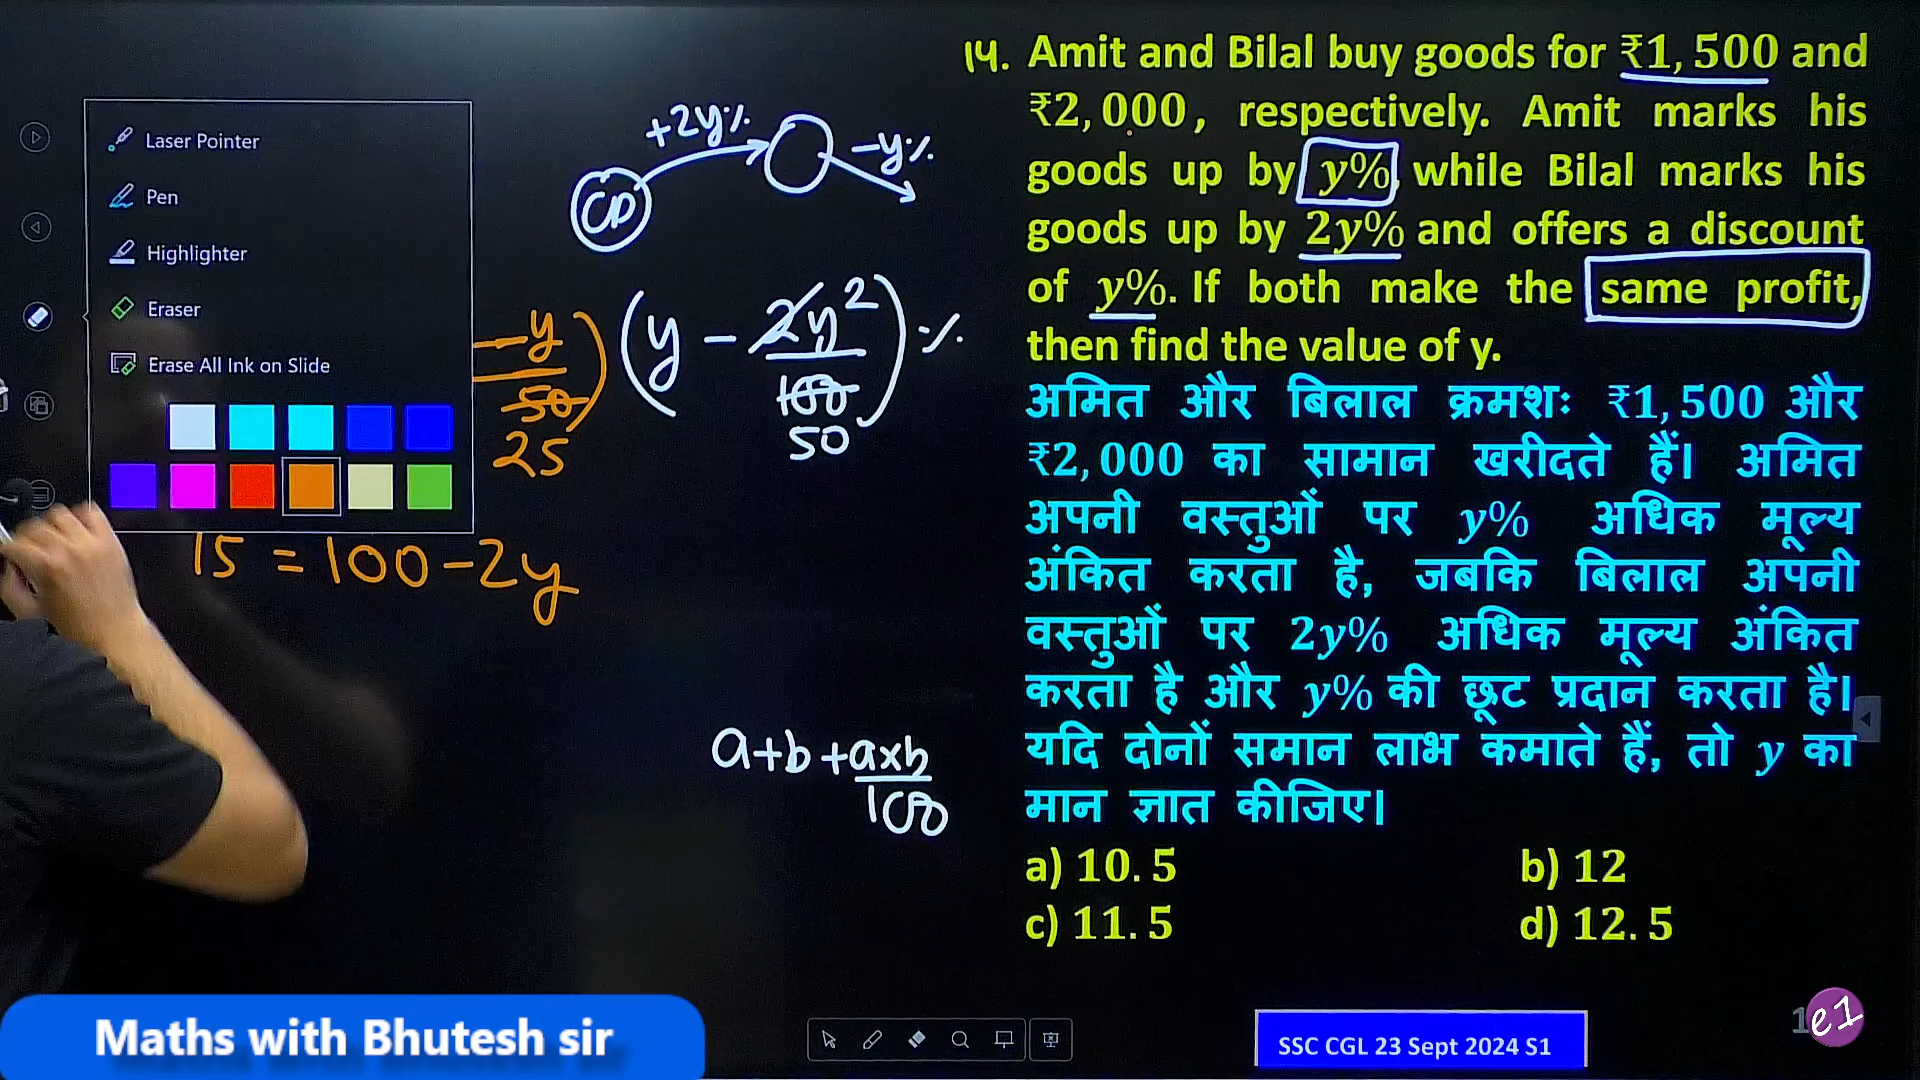 Laser Pointer
Pen
Highlighter
Eraser
Erase All Ink on Slide
+2y%
-y%
CP
- y
50
25
(y - 2y²
100
50
) %
15 = 100 - 2y
a+b+axb
100
14. Amit and Bilal buy goods for ₹1,500 and
₹2,000, respectively. Amit marks his
goods up by y%, while Bilal marks his
goods up by 2y% and offers a discount
of y%. If both make the same profit,
then find the value of y.
अमित और बिलाल क्रमशः ₹1,500 और
₹2,000 का सामान खरीदते हैं। अमित
अपनी वस्तुओं पर y% अधिक मूल्य
अंकित करता है, जबकि बिलाल अपनी
वस्तुओं पर 2y% अधिक मूल्य अंकित
करता है और y% की छूट प्रदान करता है।
यदि दोनों समान लाभ कमाते हैं, तो y का
मान ज्ञात कीजिए।
a) 10.5 b) 12
c) 11.5 d) 12.5
Maths with Bhutesh sir
SSC CGL 23 Sept 2024 S1
e1